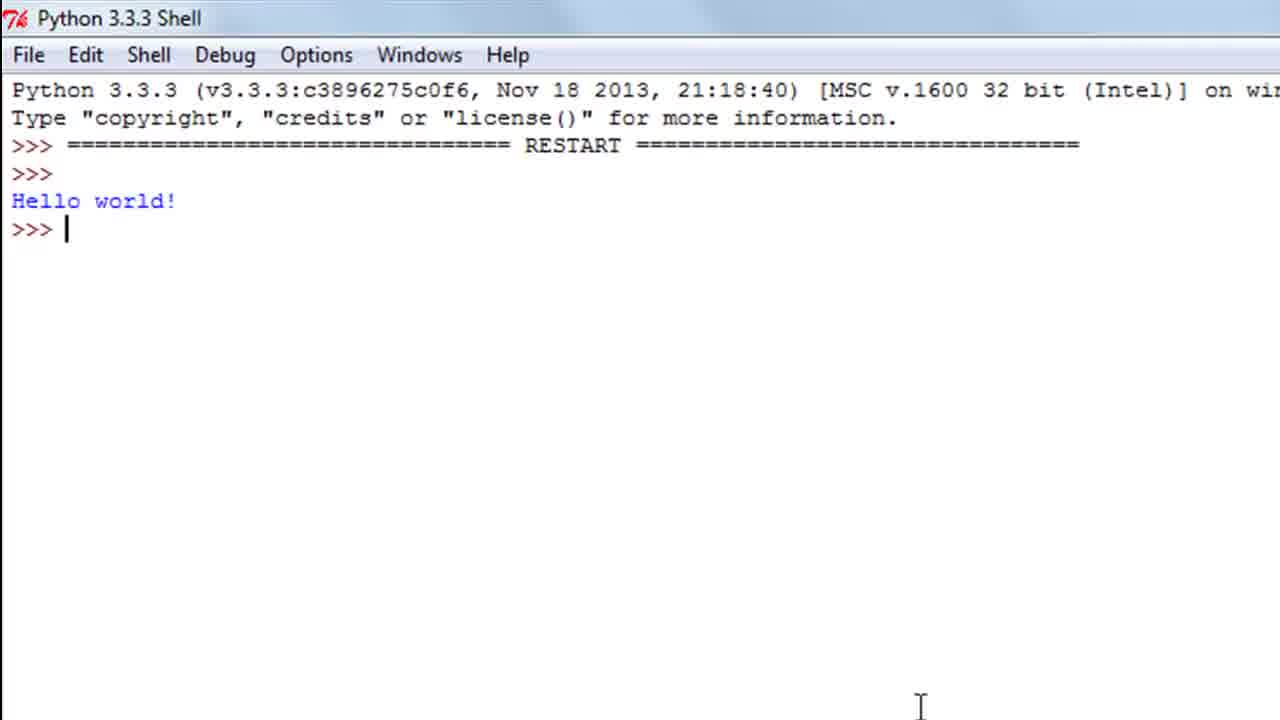 Python 3.3.3 Shell
File Edit Shell Debug Options Windows Help
Python 3.3.3 (v3.3.3:c3896275c0f6, Nov 18 2013, 21:18:40) [MSC v.1600 32 bit (Intel)] on win
Type "copyright", "credits" or "license()" for more information.
>>> ================================ RESTART ================================
>>>
Hello world!
>>>